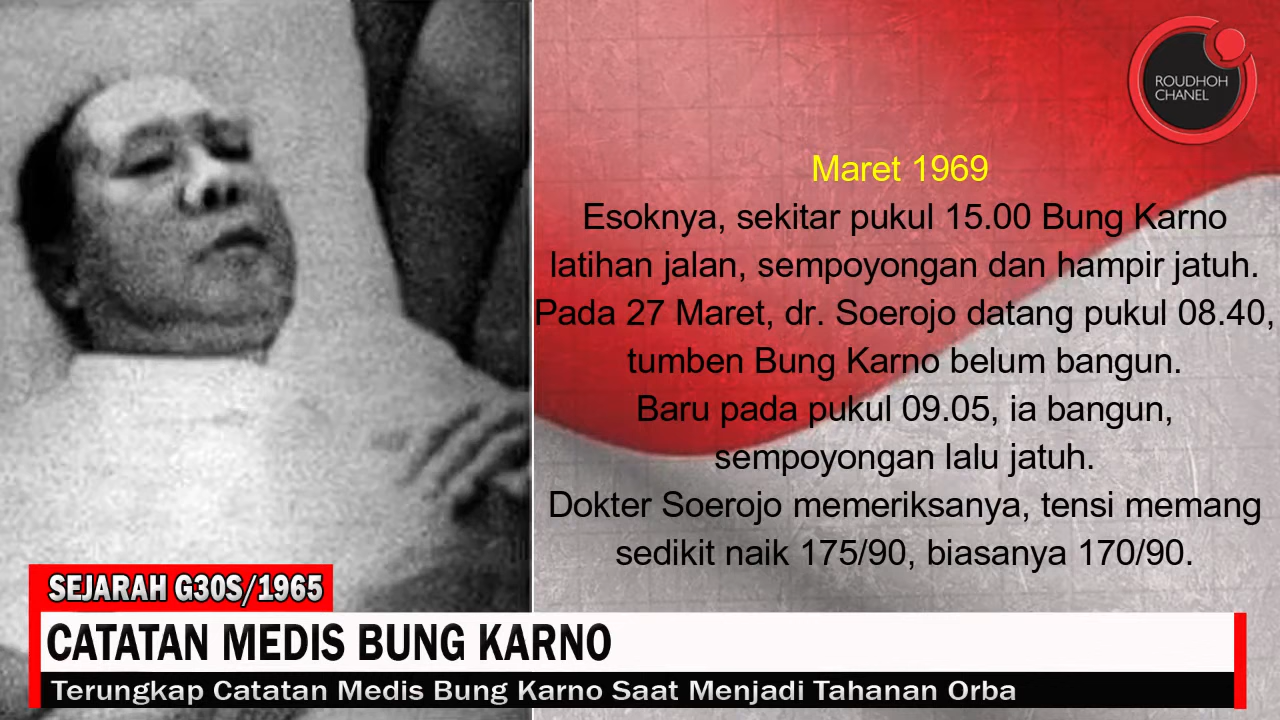 ROUDHOH
CHANEL
Maret 1969
Esoknya, sekitar pukul 15.00 Bung Karno
latihan jalan, sempoyongan dan hampir jatuh.
Pada 27 Maret, dr. Soerojo datang pukul 08.40,
tumben Bung Karno belum bangun.
Baru pada pukul 09.05, ia bangun,
sempoyongan lalu jatuh.
Dokter Soerojo memeriksanya, tensi memang
sedikit naik 175/90, biasanya 170/90.
SEJARAH G30S/1965
CATATAN MEDIS BUNG KARNO
Terungkap Catatan Medis Bung Karno Saat Menjadi Tahanan Orba